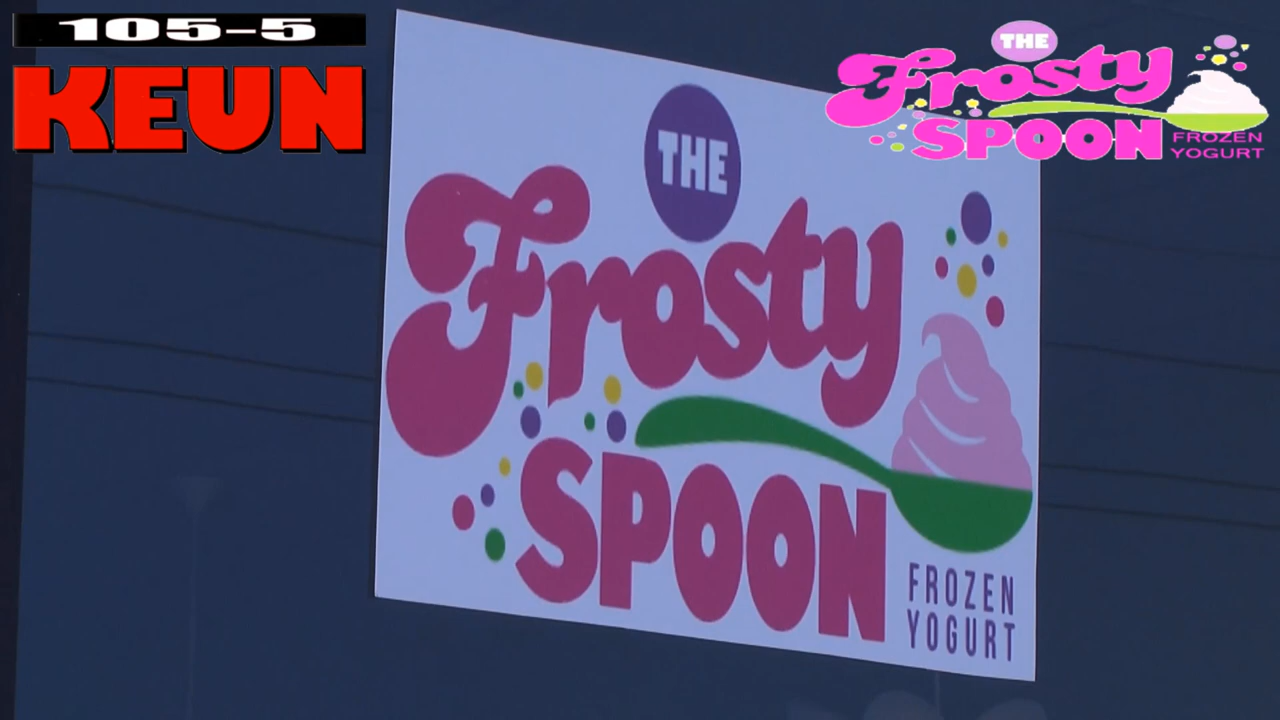 105-5
KEUN
THE
Frosty
SPOON
FROZEN
YOGURT
THE
Frosty
SPOON
FROZEN
YOGURT